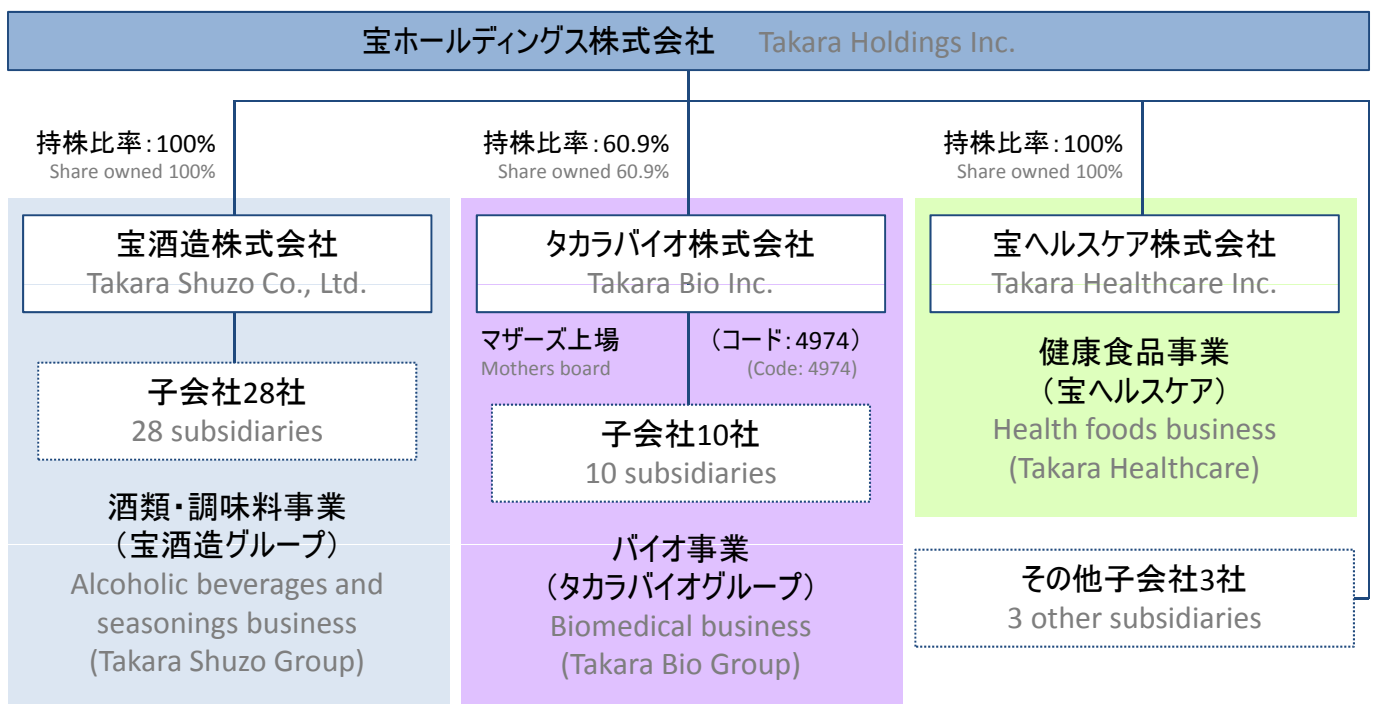 宝ホールディングス株式会社 Takara Holdings Inc.
持株比率：100%
Share owned 100%
持株比率：60.9%
Share owned 60.9%
持株比率：100%
Share owned 100%
宝酒造株式会社
Takara Shuzo Co., Ltd.
子会社28社
28 subsidiaries
酒類・調味料事業
（宝酒造グループ）
Alcoholic beverages and
seasonings business
(Takara Shuzo Group)
タカラバイオ株式会社
Takara Bio Inc.
マザーズ上場 （コード：4974）
Mothers board (Code: 4974)
子会社10社
10 subsidiaries
バイオ事業
（タカラバイオグループ）
Biomedical business
(Takara Bio Group)
宝ヘルスケア株式会社
Takara Healthcare Inc.
健康食品事業
（宝ヘルスケア）
Health foods business
(Takara Healthcare)
その他子会社3社
3 other subsidiaries